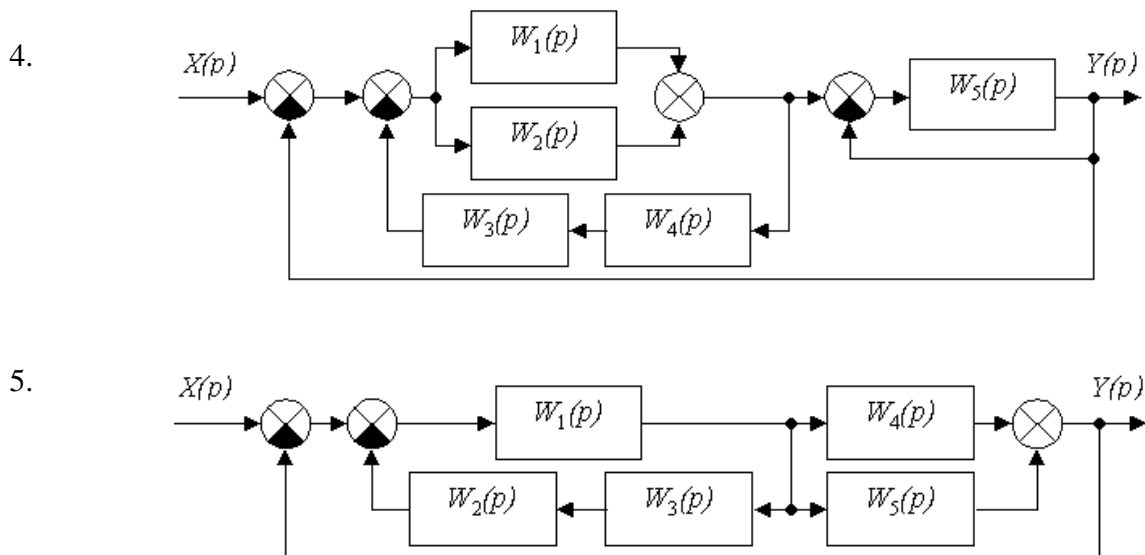 4.
X(p) W₁(p) W₅(p) Y(p)
W₂(p)
W₃(p) W₄(p)
5.
X(p) W₁(p) W₄(p) Y(p)
W₂(p) W₃(p) W₅(p)